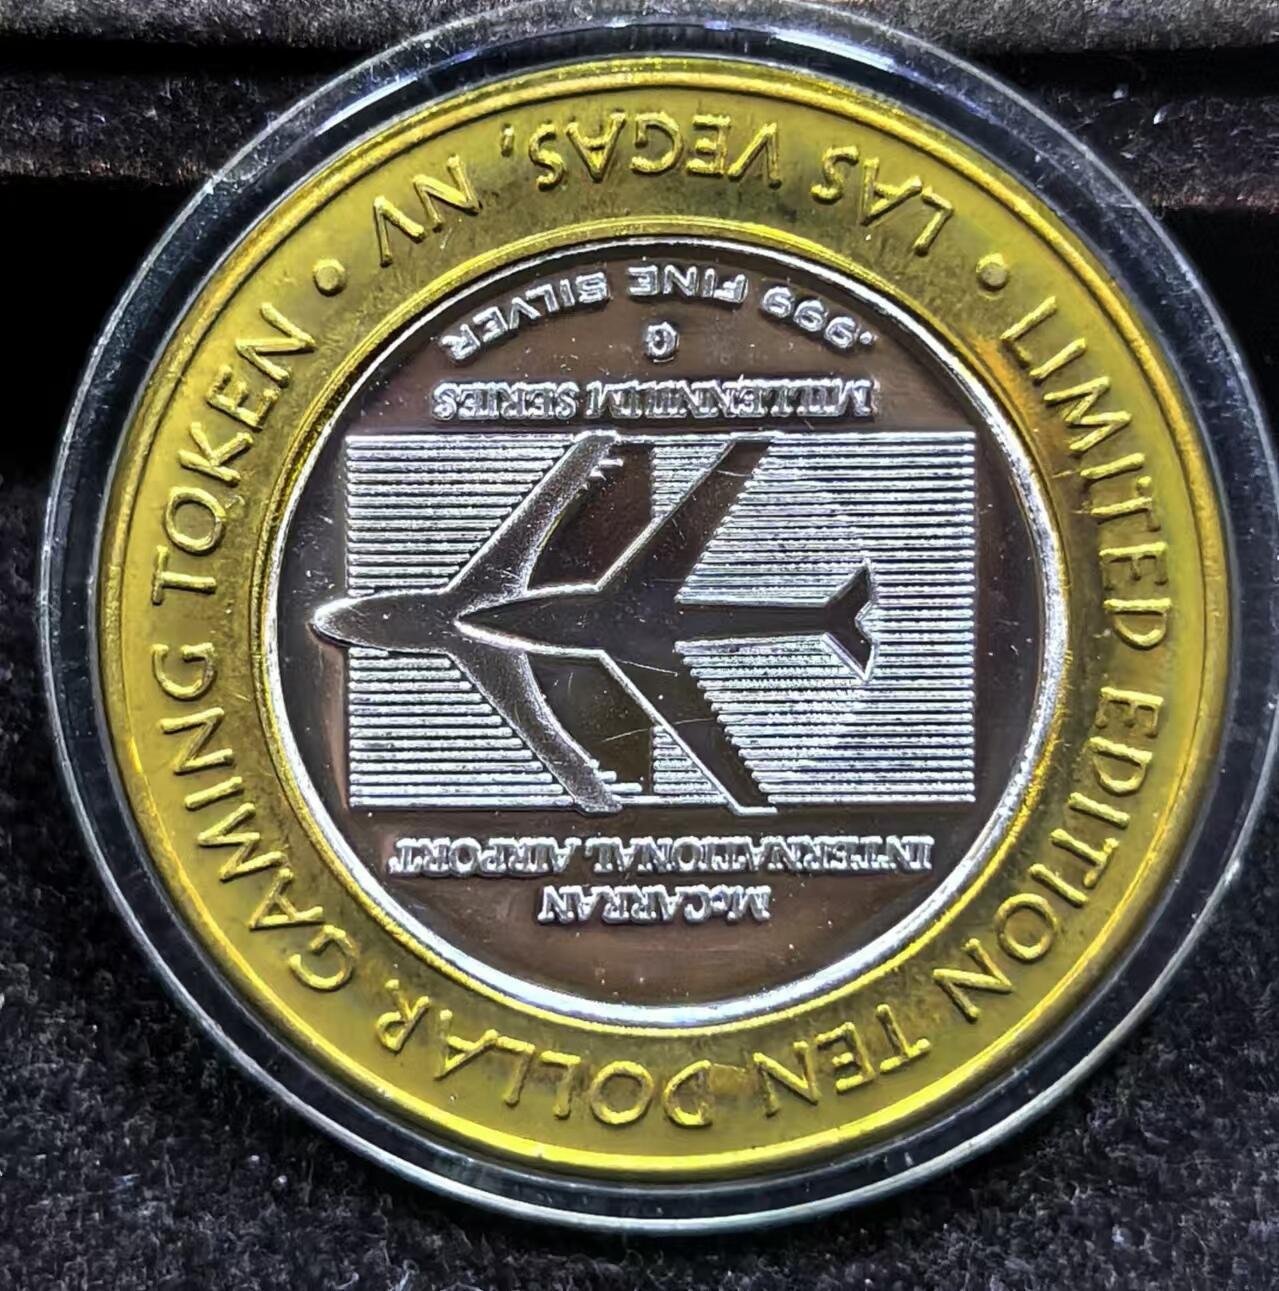 LIMITED EDITION TEN DOLLAR GAMING TOKEN
• LAS VEGAS, NV •
McCARRAN
INTERNATIONAL AIRPORT
MILLENNIUM SERIES
.999 FINE SILVER